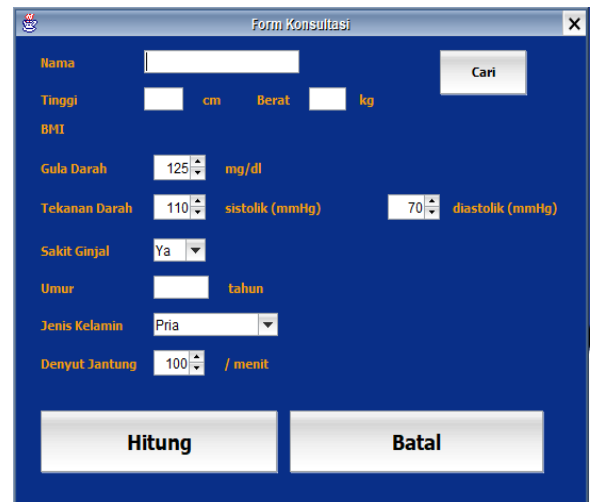 Form Konsultasi
Nama Cari
Tinggi cm Berat kg
BMI
Gula Darah 125 mg/dl
Tekanan Darah 110 sistolik (mmHg) 70 diastolik (mmHg)
Sakit Ginjal Ya
Umur tahun
Jenis Kelamin Pria
Denyut Jantung 100 / menit
Hitung Batal